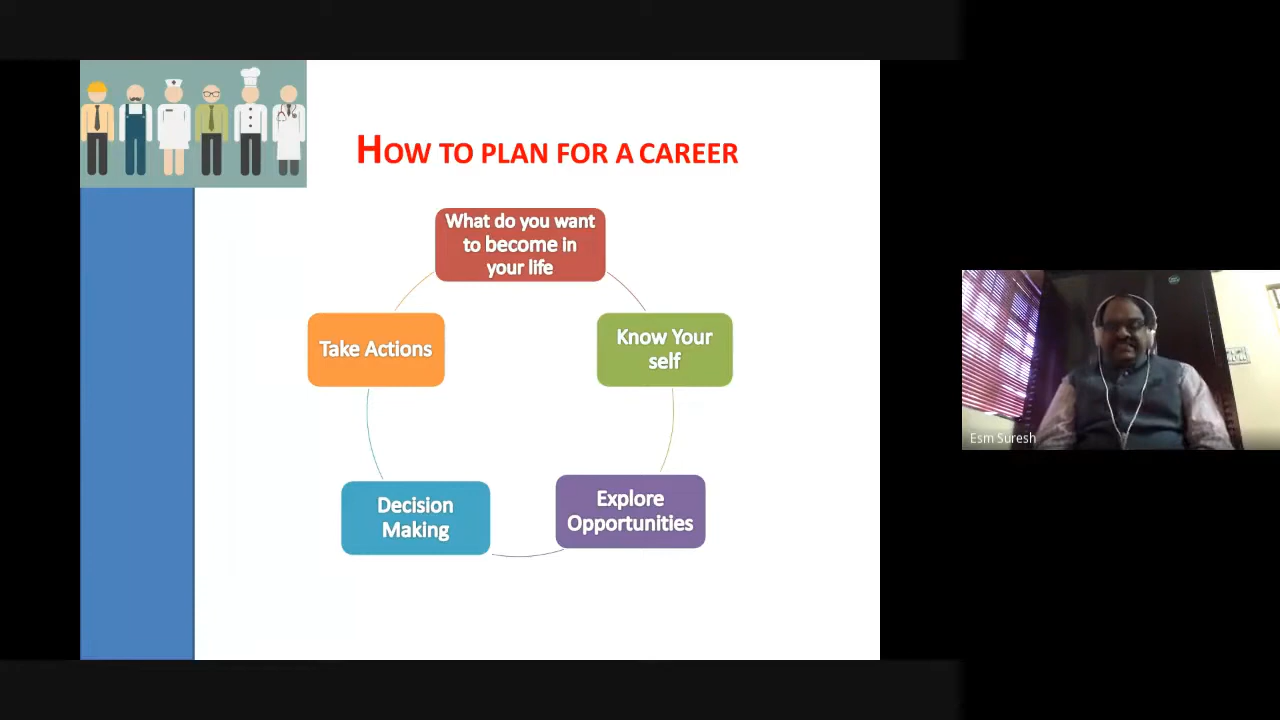 HOW TO PLAN FOR A CAREER
What do you want
to become in
your life
Know Your
self
Explore
Opportunities
Decision
Making
Take Actions
Esm Suresh